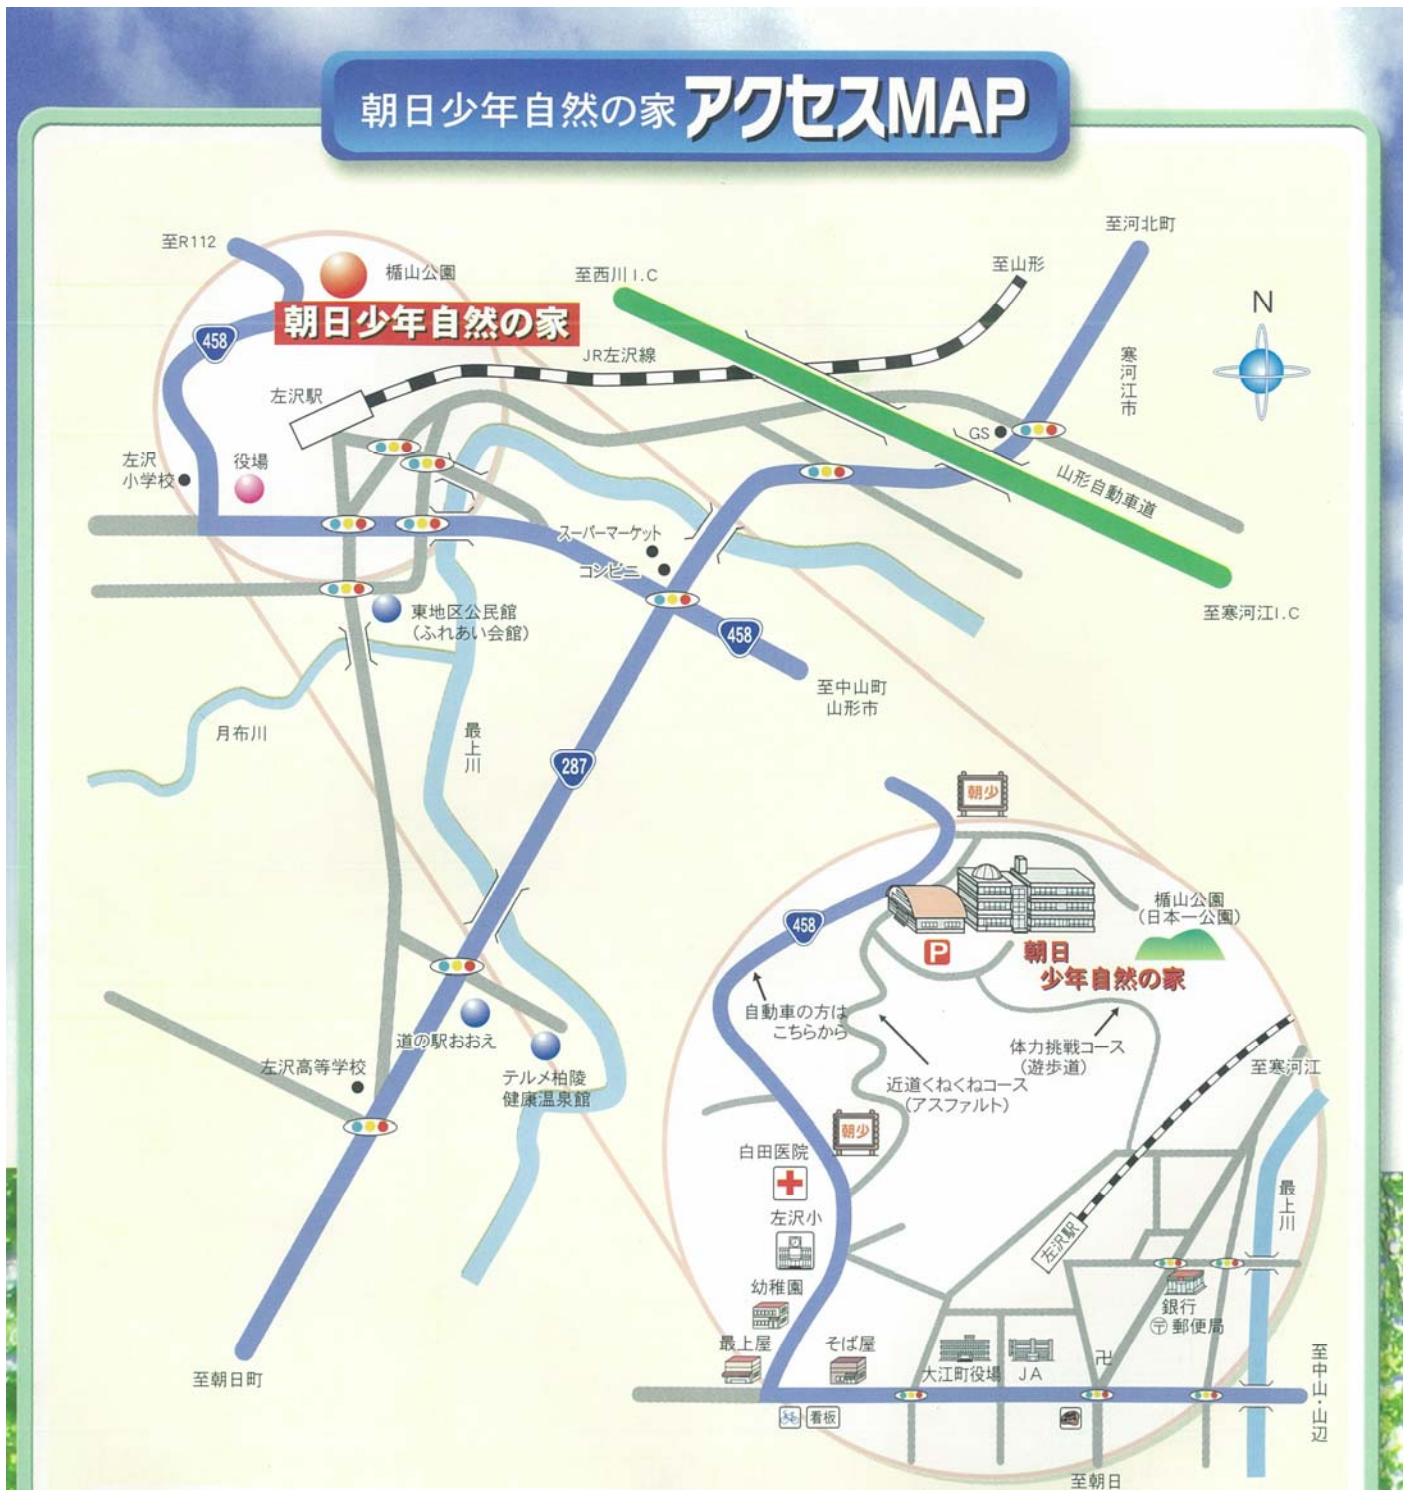 朝日少年自然の家 アクセスMAP
至R112
楯山公園
朝日少年自然の家
至西川I.C
至山形
至河北町
N
458
JR左沢線
寒河江市
左沢駅
GS
左沢
小学校
役場
山形自動車道
スーパーマーケット
コンビニ
至寒河江I.C
東地区公民館
(ふれあい会館)
458
至中山町
山形市
月布川
最上川
287
朝少
楯山公園
(日本一公園)
458
P
朝日
少年自然の家
自動車の方は
こちらから
道の駅おおえ
体力挑戦コース
(遊歩道)
左沢高等学校
テルメ柏陵
健康温泉館
近道くねくねコース
(アスファルト)
至寒河江
朝少
白田医院
左沢小
最上川
左沢駅
幼稚園
銀行
〒郵便局
最上屋
そば屋
大江町役場
JA
卍
至中山・山辺
至朝日町
看板
至朝日